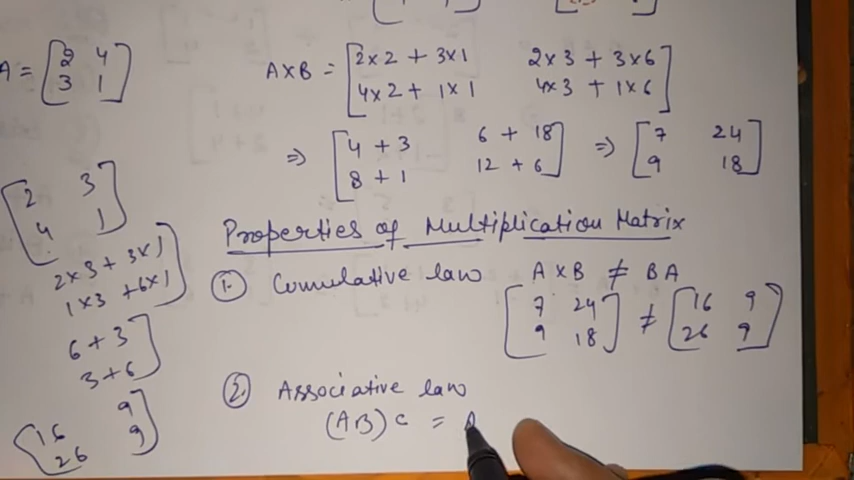 A = [2 4
3 1]
A×B = [2×2 + 3×1 2×3 + 3×6
4×2 + 1×1 4×3 + 1×6]
⇒ [4 + 3 6 + 18
8 + 1 12 + 6] ⇒ [7 24
9 18]
[2 3
4 1]
2×3 + 3×1
1×3 + 6×1]
6 + 3
3 + 6]
[16 9
26 9]
Properties of Multiplication Matrix
1. Cumulative law A × B ≠ BA
[7 24
9 18] ≠ [16 9
26 9]
2. Associative law
(AB) C =